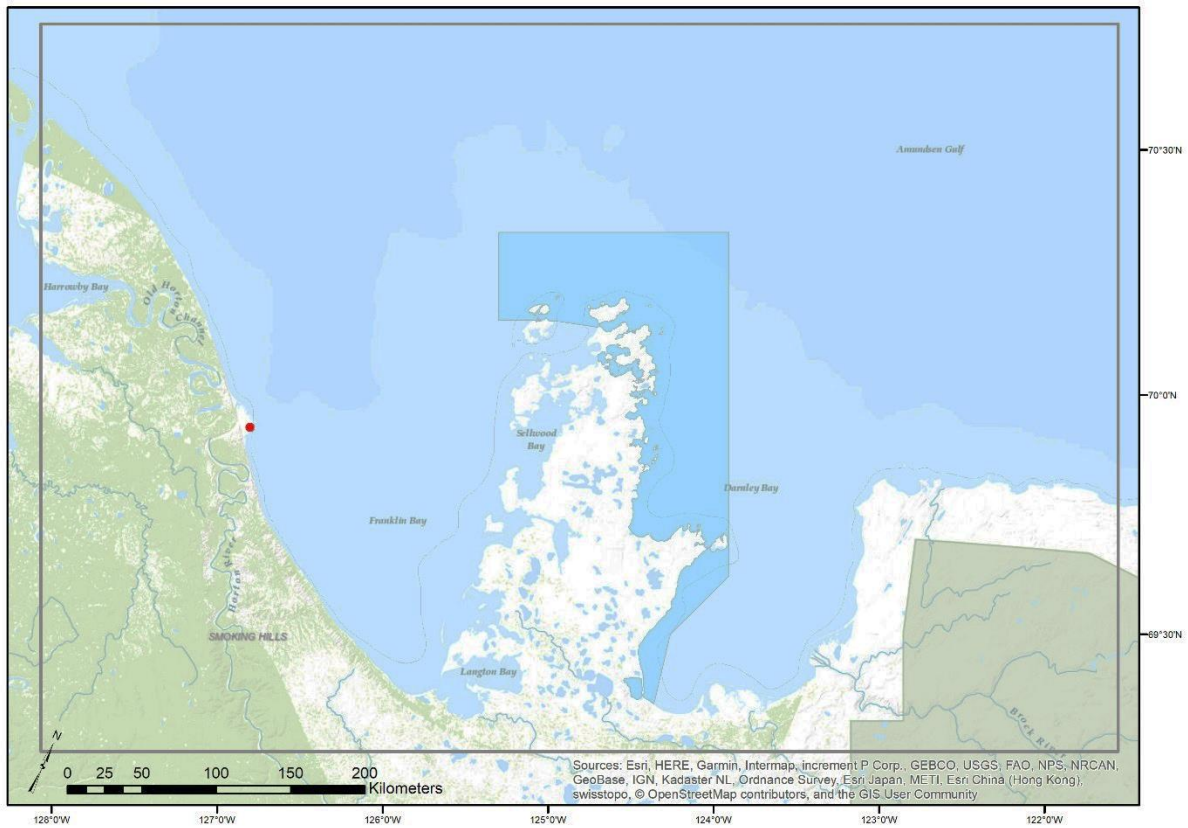 Amundsen Gulf
70°30'N
Harrowby Bay
Old Horton Channel
70°0'N
Sellwood
Bay
Darnley Bay
Franklin Bay
Horton River
SMOKING HILLS
69°30'N
Langton Bay
Brock River
N
0 25 50 100 150 200
Kilometers
Sources: Esri, HERE, Garmin, Intermap, increment P Corp., GEBCO, USGS, FAO, NPS, NRCAN,
GeoBase, IGN, Kadaster NL, Ordnance Survey, Esri Japan, METI, Esri China (Hong Kong),
swisstopo, © OpenStreetMap contributors, and the GIS User Community
128°0'W 127°0'W 126°0'W 125°0'W 124°0'W 123°0'W 122°0'W